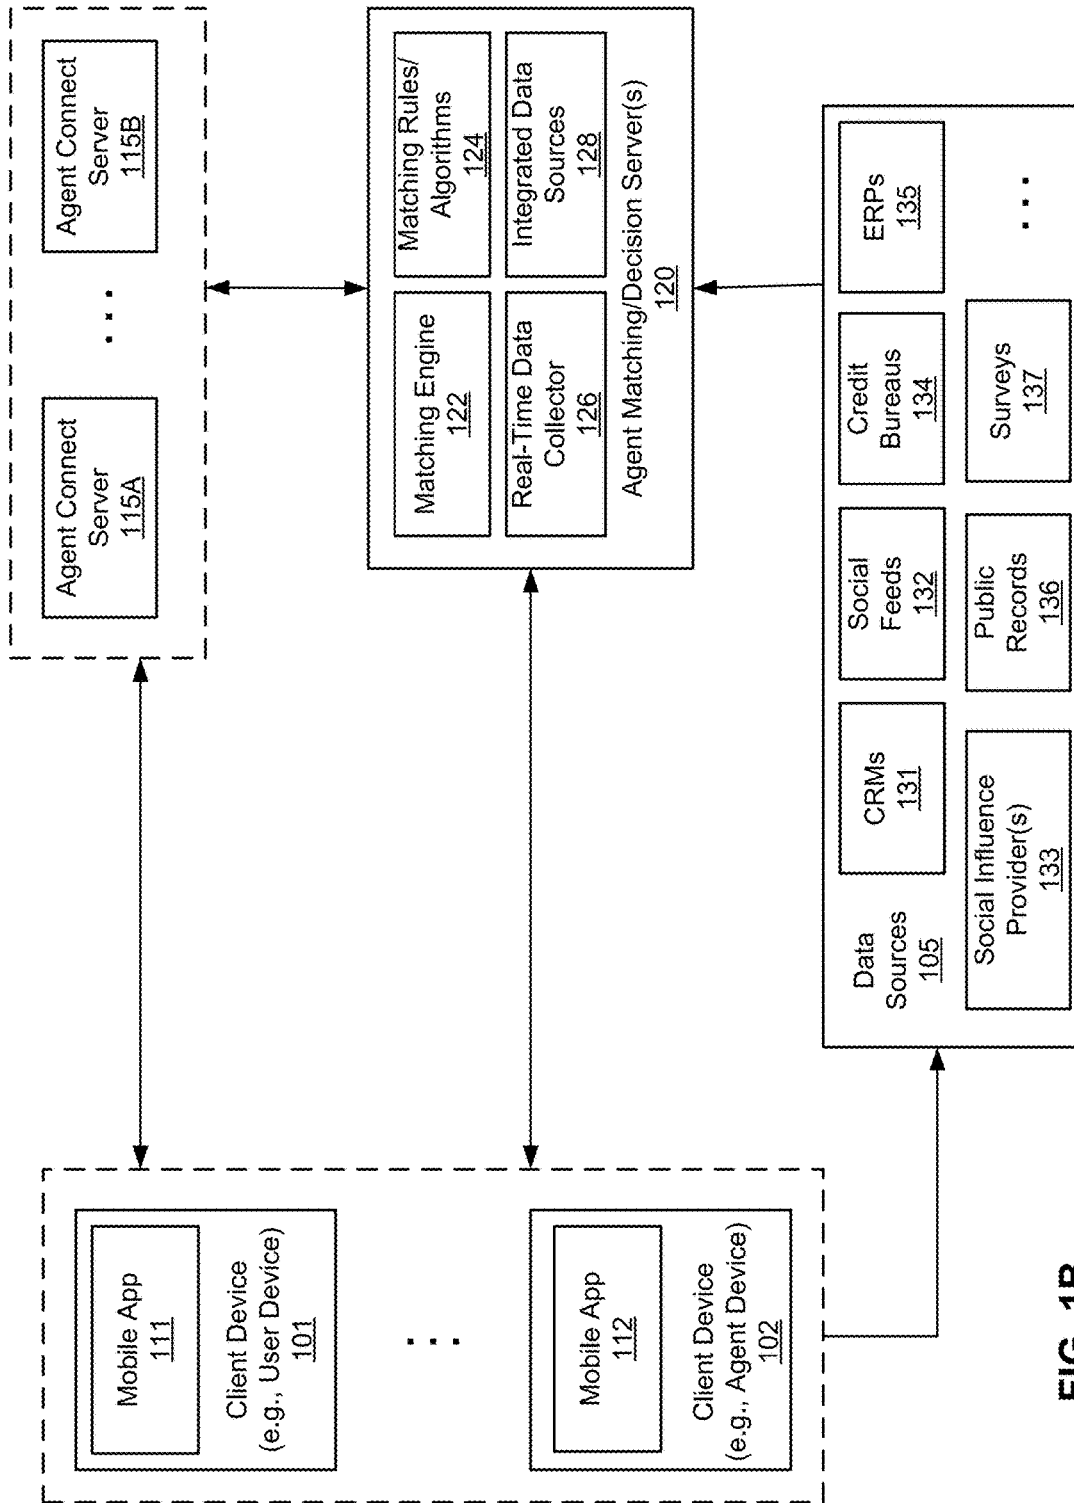 Mobile App
111
Client Device
(e.g., User Device)
101
. . .
Mobile App
112
Client Device
(e.g., Agent Device)
102
Agent Connect
Server
115A
. . .
Agent Connect
Server
115B
Matching Engine
122
Matching Rules/
Algorithms
124
Real-Time Data
Collector
126
Integrated Data
Sources
128
Agent Matching/Decision Server(s)
120
Data
Sources
105
CRMs
131
Social
Feeds
132
Credit
Bureaus
134
ERPs
135
Social Influence
Provider(s)
133
Public
Records
136
Surveys
137
. . .
FIG. 1B